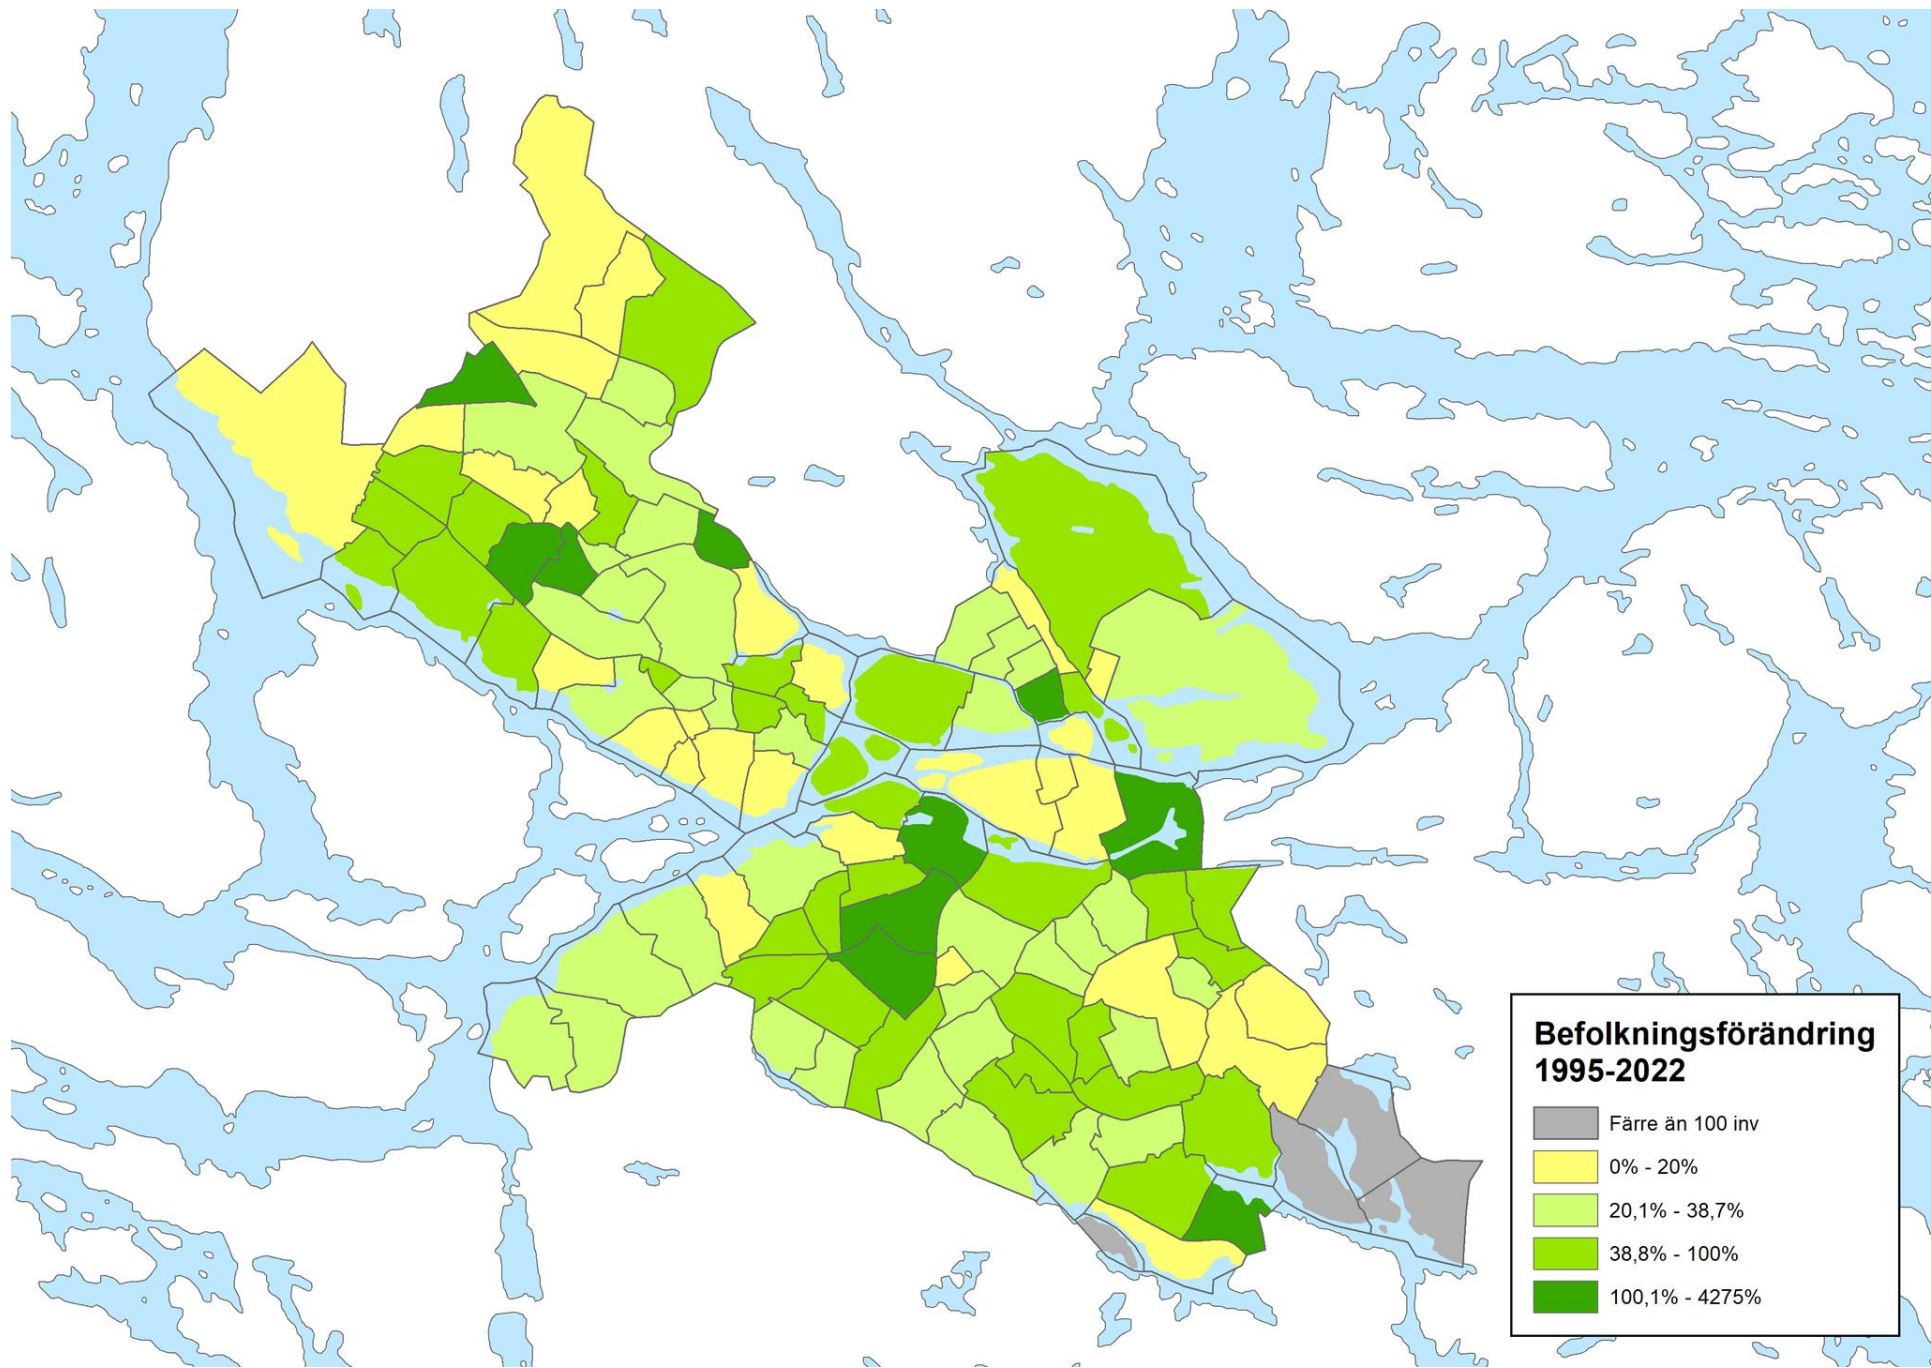 Befolkningsförändring
1995-2022
Färre än 100 inv
0% - 20%
20,1% - 38,7%
38,8% - 100%
100,1% - 4275%